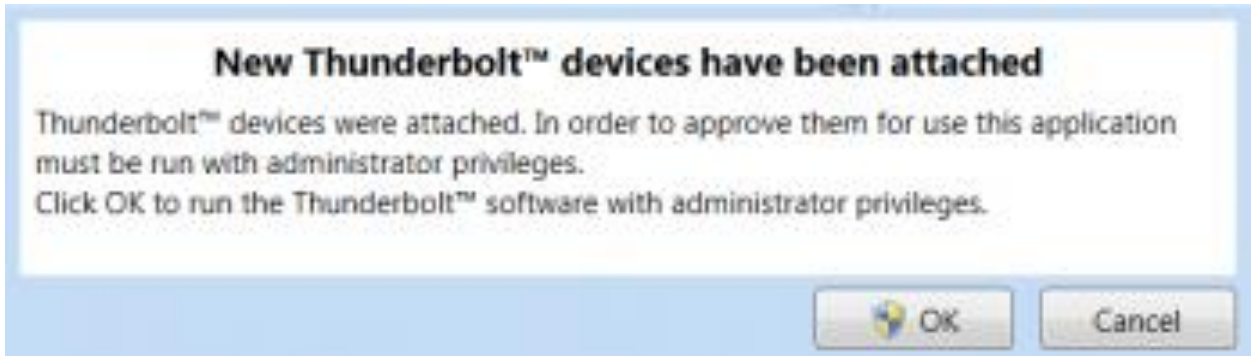 New Thunderbolt™ devices have been attached
Thunderbolt™ devices were attached. In order to approve them for use this application
must be run with administrator privileges.
Click OK to run the Thunderbolt™ software with administrator privileges.
OK Cancel